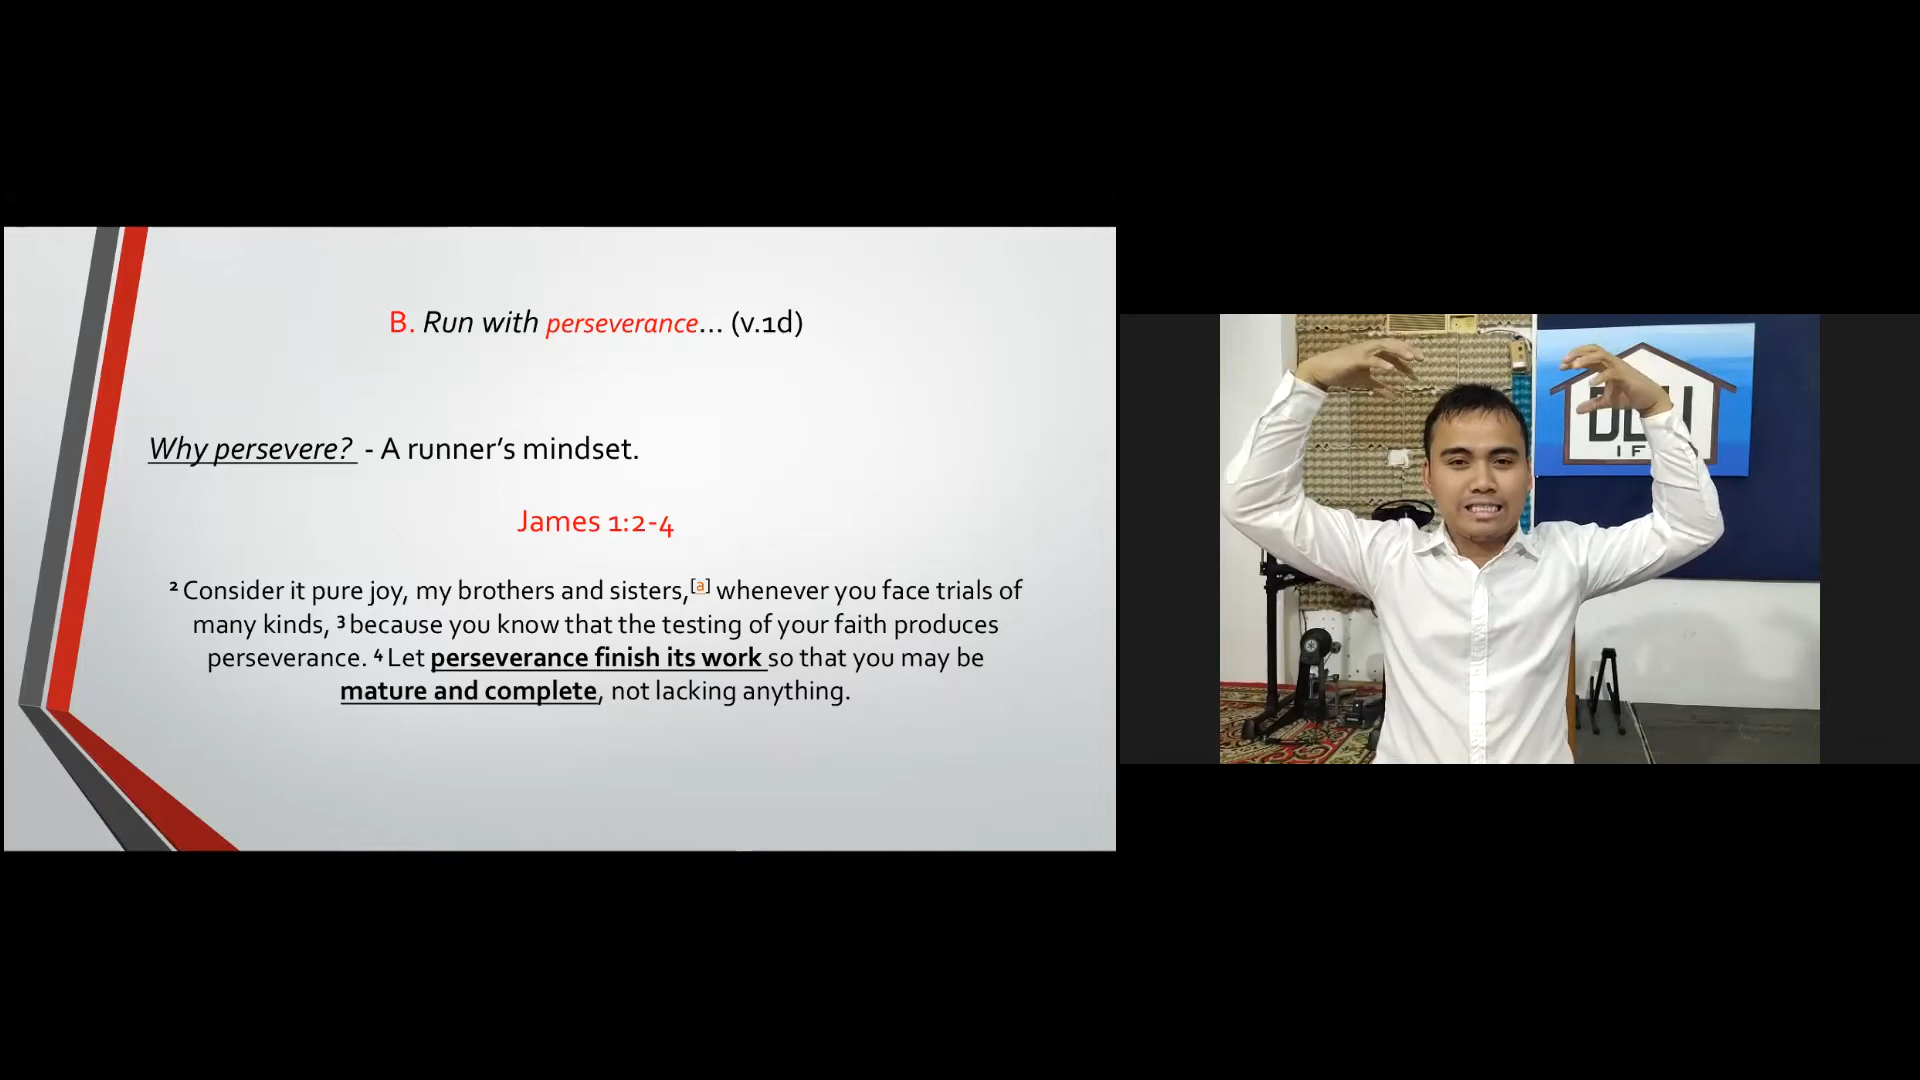 B. Run with perseverance... (v.1d)
Why persevere? - A runner’s mindset.
James 1:2-4
2 Consider it pure joy, my brothers and sisters,[a] whenever you face trials of
many kinds, 3 because you know that the testing of your faith produces
perseverance. 4 Let perseverance finish its work so that you may be
mature and complete, not lacking anything.